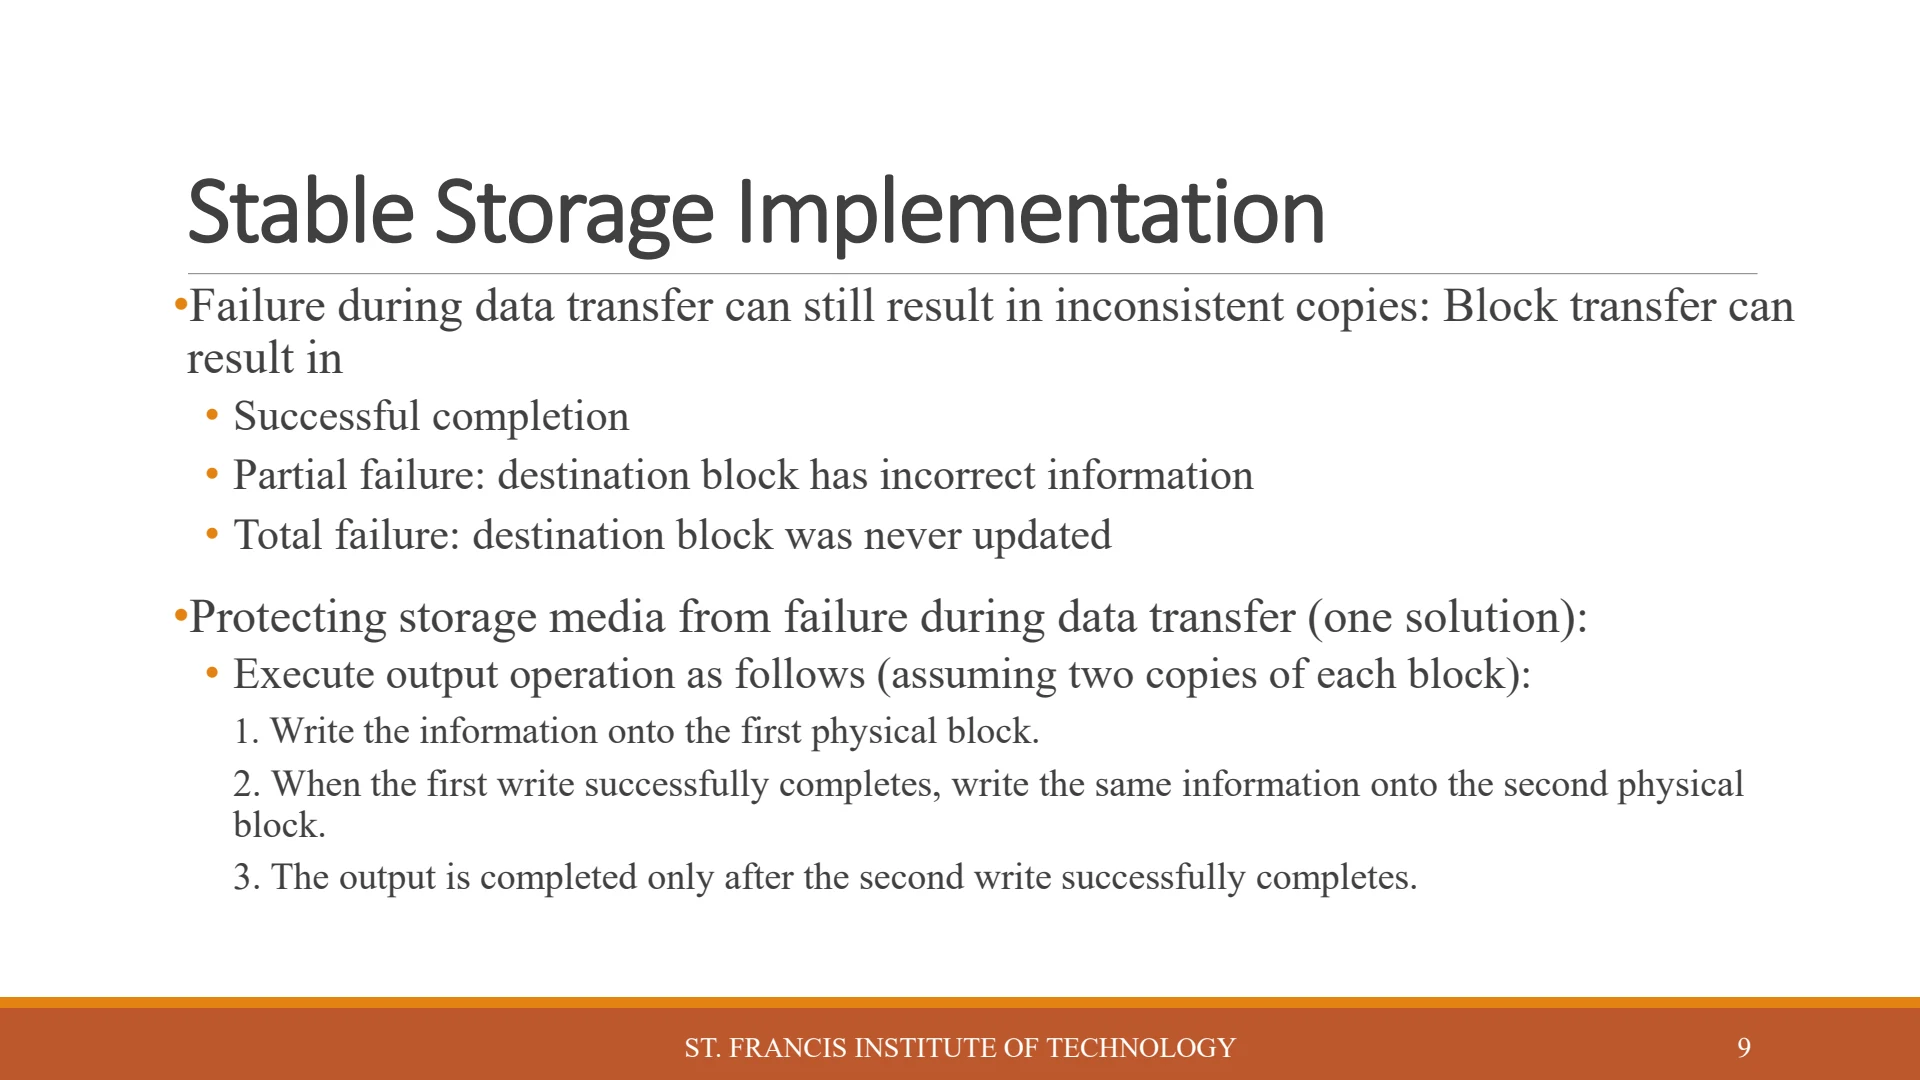 Stable Storage Implementation
•Failure during data transfer can still result in inconsistent copies: Block transfer can
result in
• Successful completion
• Partial failure: destination block has incorrect information
• Total failure: destination block was never updated
•Protecting storage media from failure during data transfer (one solution):
• Execute output operation as follows (assuming two copies of each block):
1. Write the information onto the first physical block.
2. When the first write successfully completes, write the same information onto the second physical
block.
3. The output is completed only after the second write successfully completes.
ST. FRANCIS INSTITUTE OF TECHNOLOGY
9